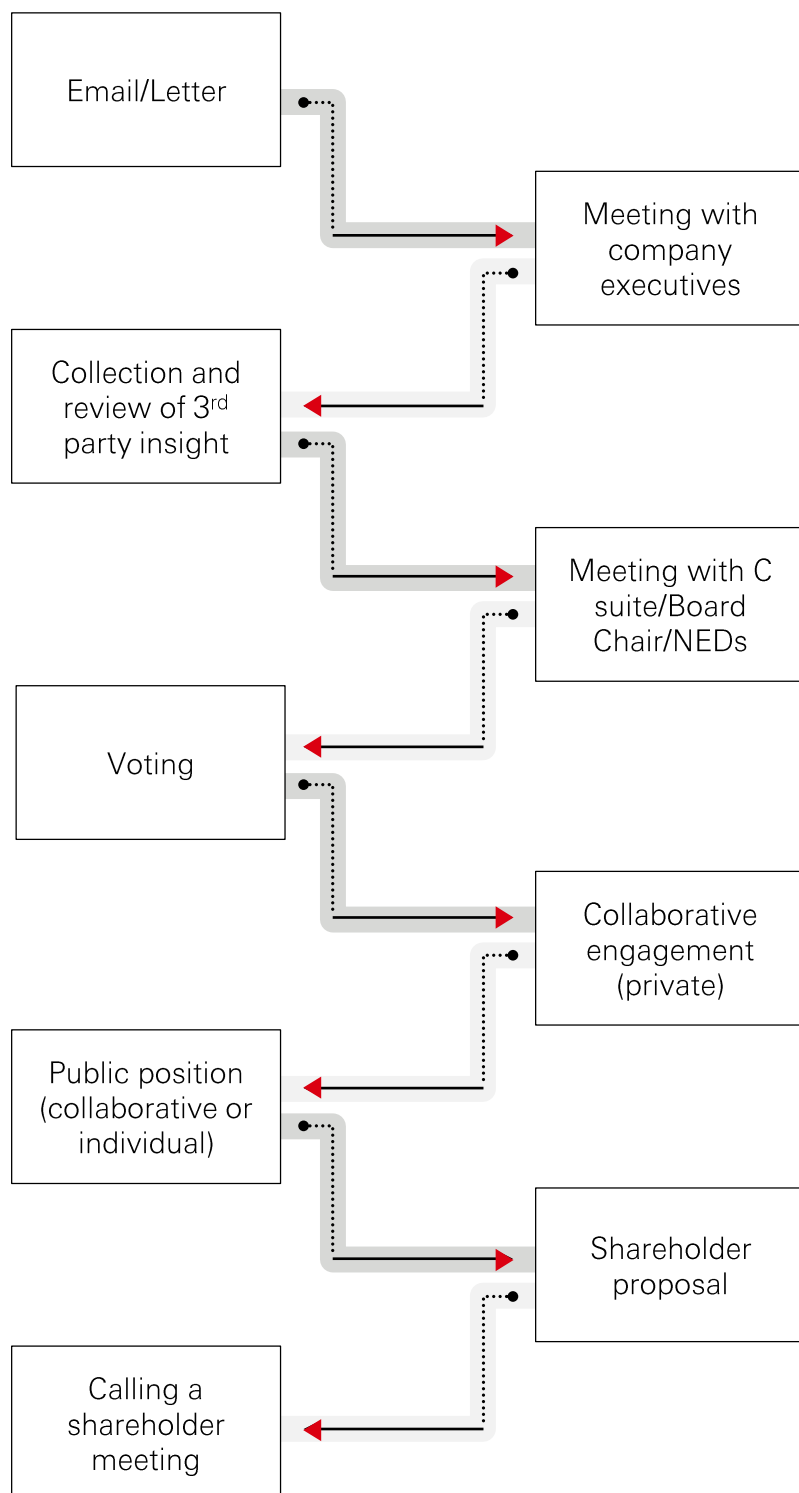 Email/Letter
Meeting with
company
executives
Collection and
review of 3rd
party insight
Meeting with C
suite/Board
Chair/NEDs
Voting
Collaborative
engagement
(private)
Public position
(collaborative or
individual)
Shareholder
proposal
Calling a
shareholder
meeting